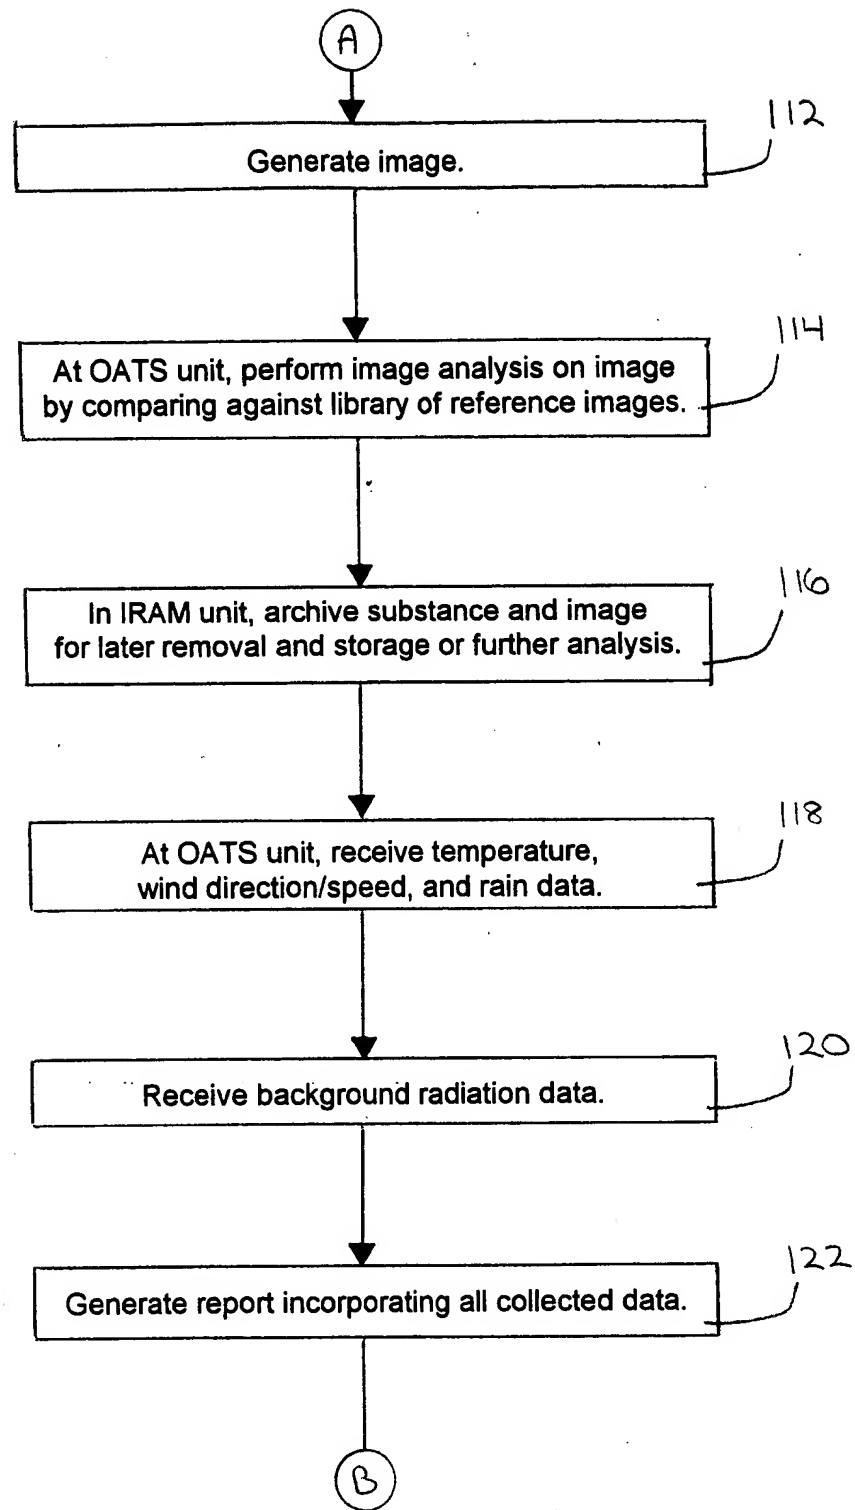 A
112
Generate image.
114
At OATS unit, perform image analysis on image
by comparing against library of reference images.
116
In IRAM unit, archive substance and image
for later removal and storage or further analysis.
118
At OATS unit, receive temperature,
wind direction/speed, and rain data.
120
Receive background radiation data.
122
Generate report incorporating all collected data.
B